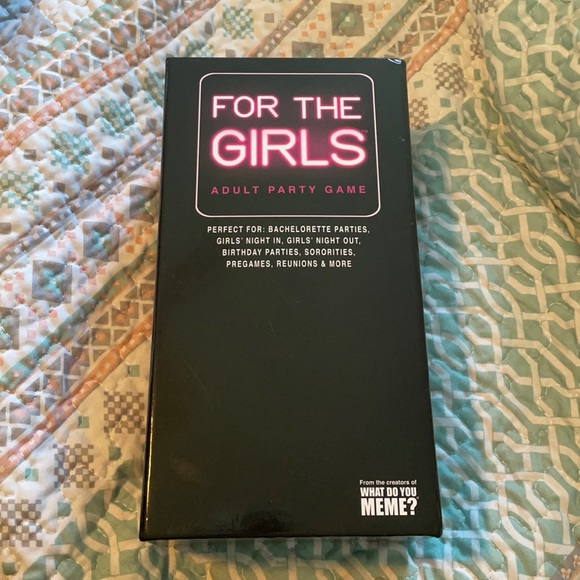 FOR THE
GIRLS™
ADULT PARTY GAME
PERFECT FOR: BACHELORETTE PARTIES,
GIRLS' NIGHT IN, GIRLS' NIGHT OUT,
BIRTHDAY PARTIES, SORORITIES,
PREGAMES, REUNIONS & MORE
From the creators of
WHAT DO YOU
MEME?